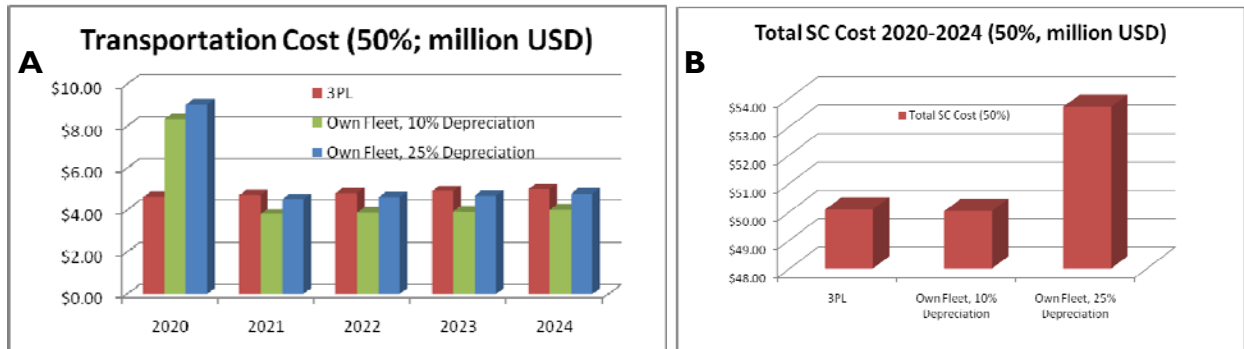 A
Transportation Cost (50%; million USD)
$10.00
$8.00
$6.00
$4.00
$2.00
$0.00
3PL
Own Fleet, 10% Depreciation
Own Fleet, 25% Depreciation
2020
2021
2022
2023
2024
B
Total SC Cost 2020-2024 (50%, million USD)
$54.00
$53.00
$52.00
$51.00
$50.00
$49.00
$48.00
Total SC Cost (50%)
3PL
Own Fleet, 10%
Depreciation
Own Fleet, 25%
Depreciation